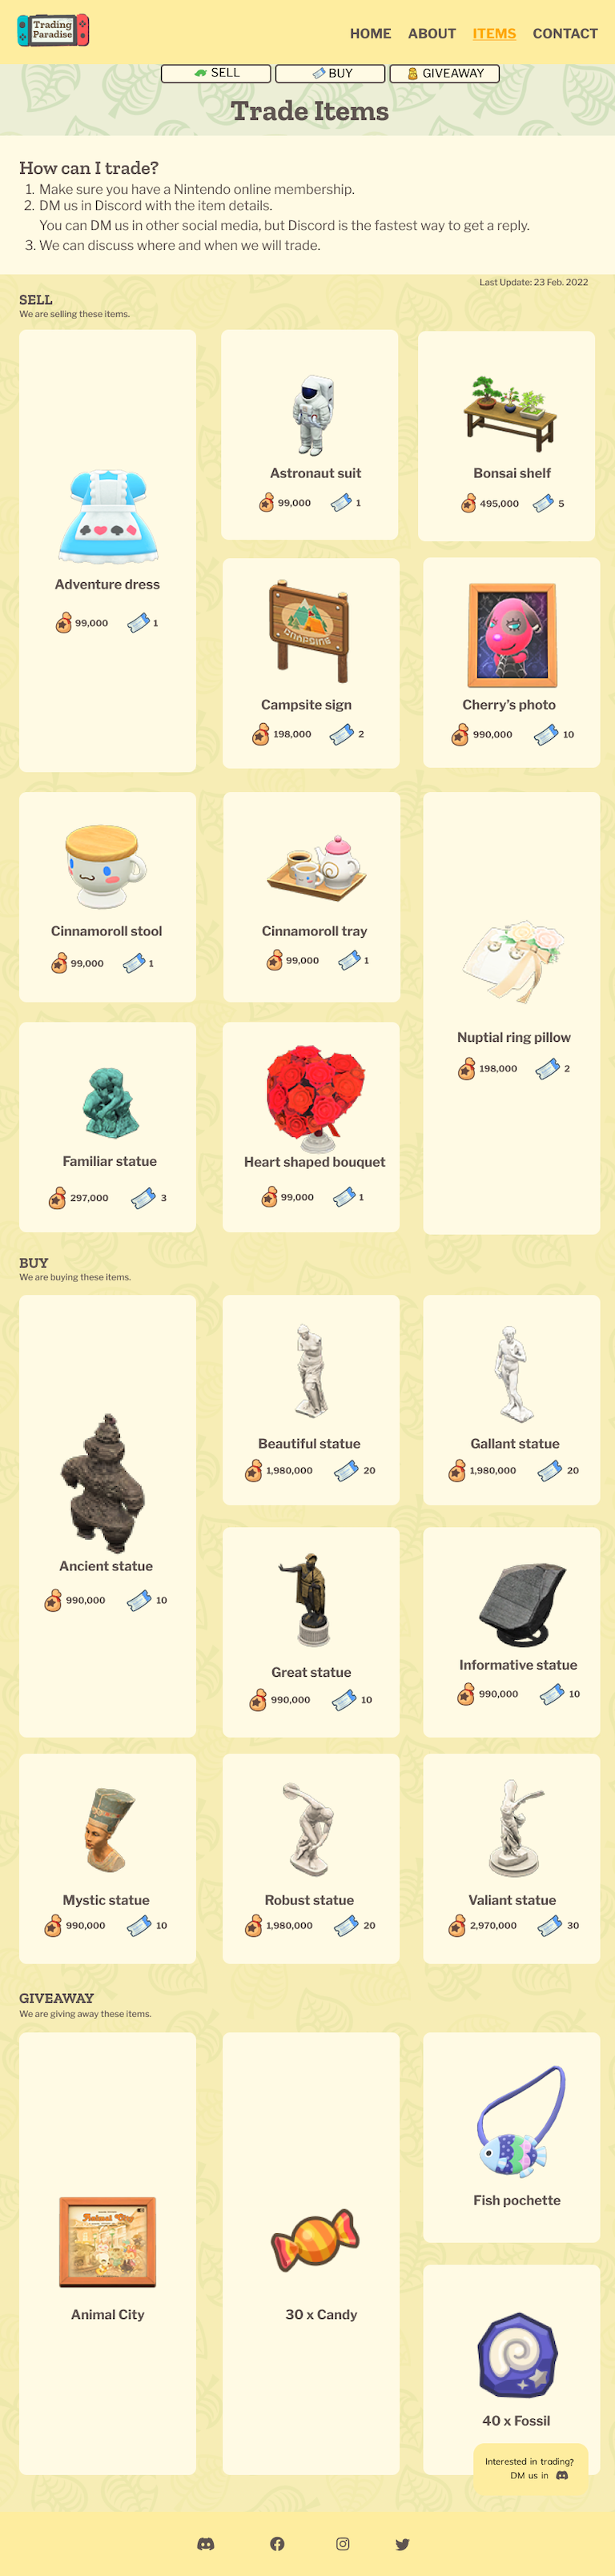 Trading
Paradise
HOME ABOUT ITEMS CONTACT
SELL BUY GIVEAWAY
Trade Items
How can I trade?
1. Make sure you have a Nintendo online membership.
2. DM us in Discord with the item details.
You can DM us in other social media, but Discord is the fastest way to get a reply.
3. We can discuss where and when we will trade.
Last Update: 23 Feb. 2022
SELL
We are selling these items.
Adventure dress
99,000 1
Astronaut suit
99,000 1
Bonsai shelf
495,000 5
CAMPSITE
Campsite sign
198,000 2
Cherry's photo
990,000 10
Cinnamoroll stool
99,000 1
Cinnamoroll tray
99,000 1
Nuptial ring pillow
198,000 2
Familiar statue
297,000 3
Heart shaped bouquet
99,000 1
BUY
We are buying these items.
Ancient statue
990,000 10
Beautiful statue
1,980,000 20
Gallant statue
1,980,000 20
Great statue
990,000 10
Informative statue
990,000 10
Mystic statue
990,000 10
Robust statue
1,980,000 20
Valiant statue
2,970,000 30
GIVEAWAY
We are giving away these items.
Animal City
Animal City
30 x Candy
Fish pochette
40 x Fossil
Interested in trading?
DM us in